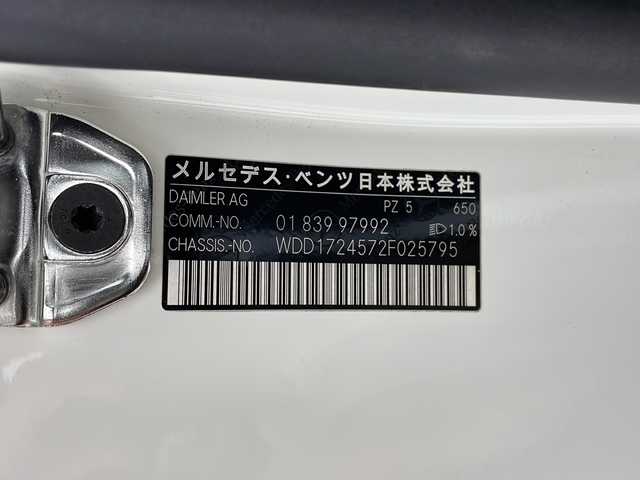 メルセデス・ベンツ日本株式会社
DAIMLER AG PZ 5 650
COMM.-NO. 01 839 97992 1.0%
CHASSIS.-NO. WDD1724572F025795